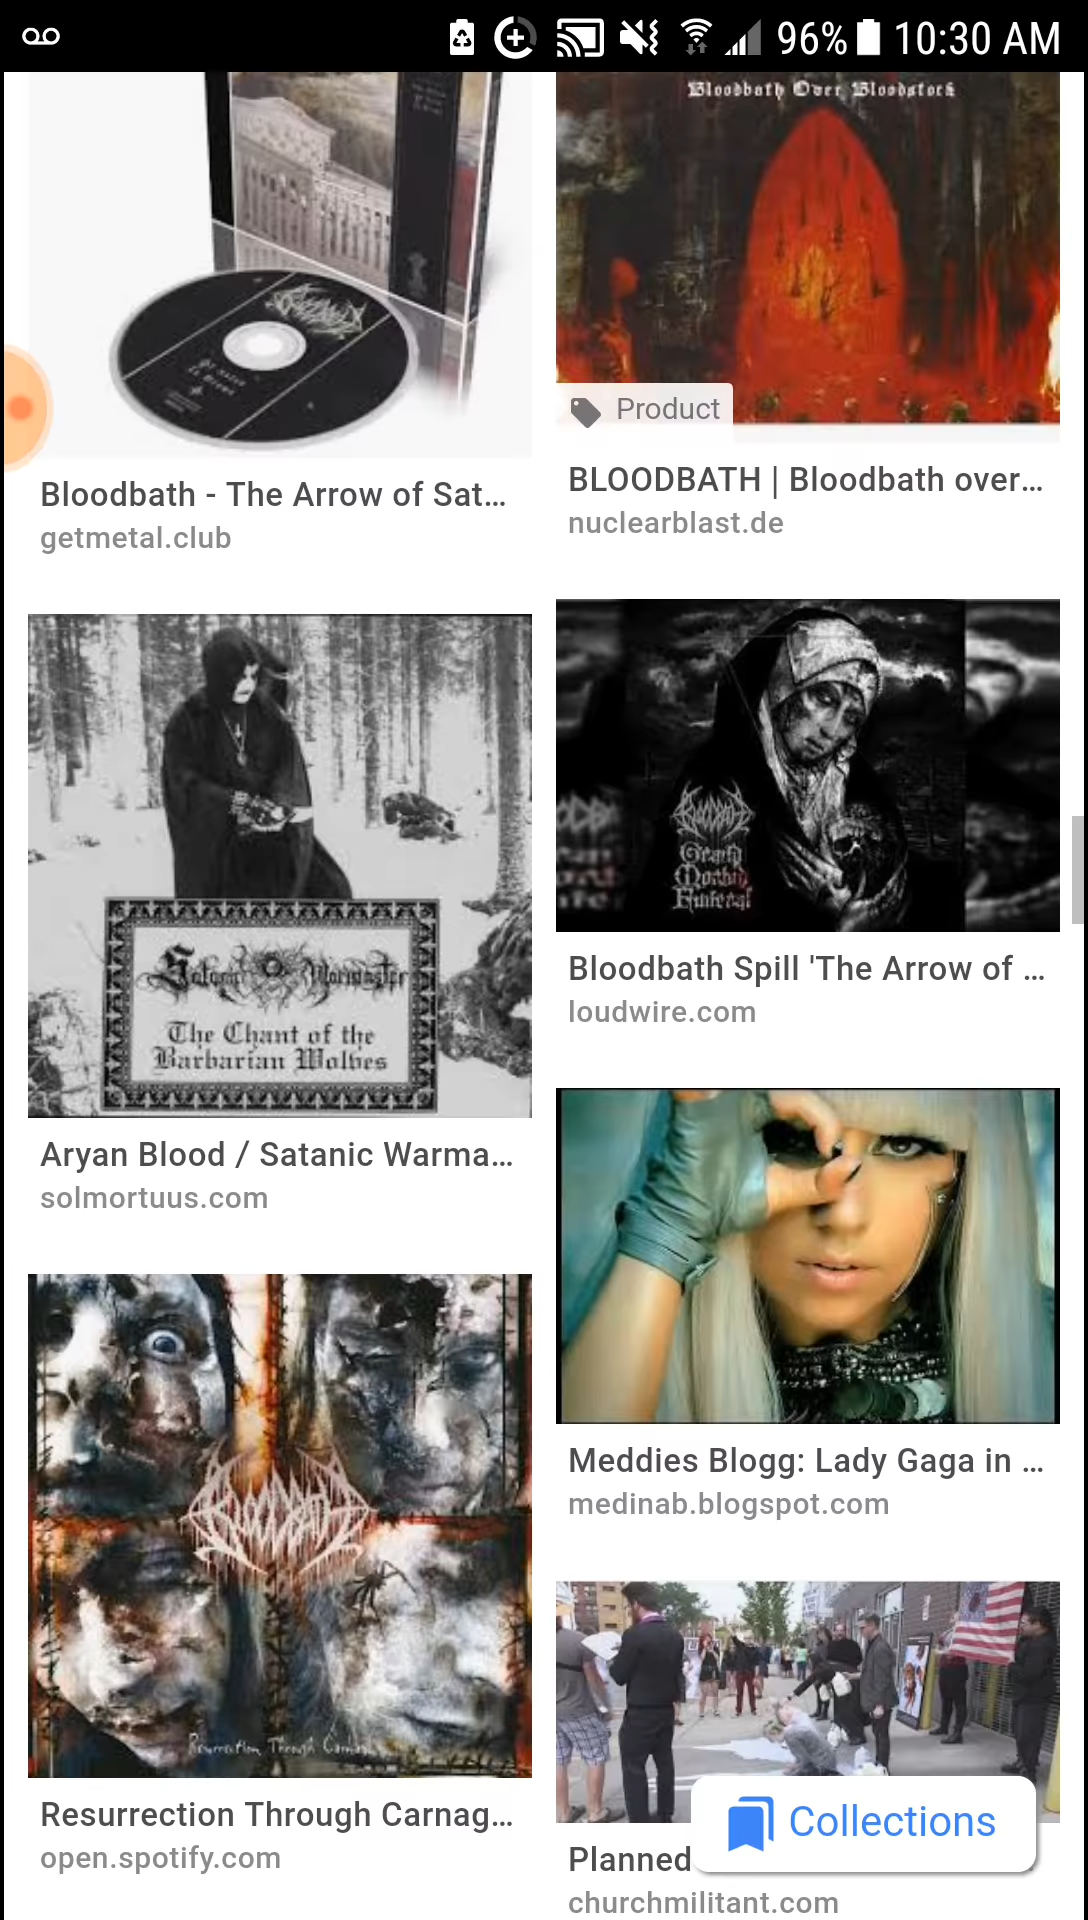 96% 10:30 AM
Bloodbath Over Bloodstock
Product
Bloodbath - The Arrow of Sat...
getmetal.club
BLOODBATH | Bloodbath over...
nuclearblast.de
Bloodbath
Grand
Morbid
Funeral
Bloodbath Spill 'The Arrow of ...
loudwire.com
Satanic Warmaster
The Chant of the
Barbarian Wolves
Aryan Blood / Satanic Warma...
solmortuus.com
Meddies Blogg: Lady Gaga in ...
medinab.blogspot.com
Bloodbath
Resurrection Through Carnage
Resurrection Through Carnag...
open.spotify.com
Collections
Planned
churchmilitant.com